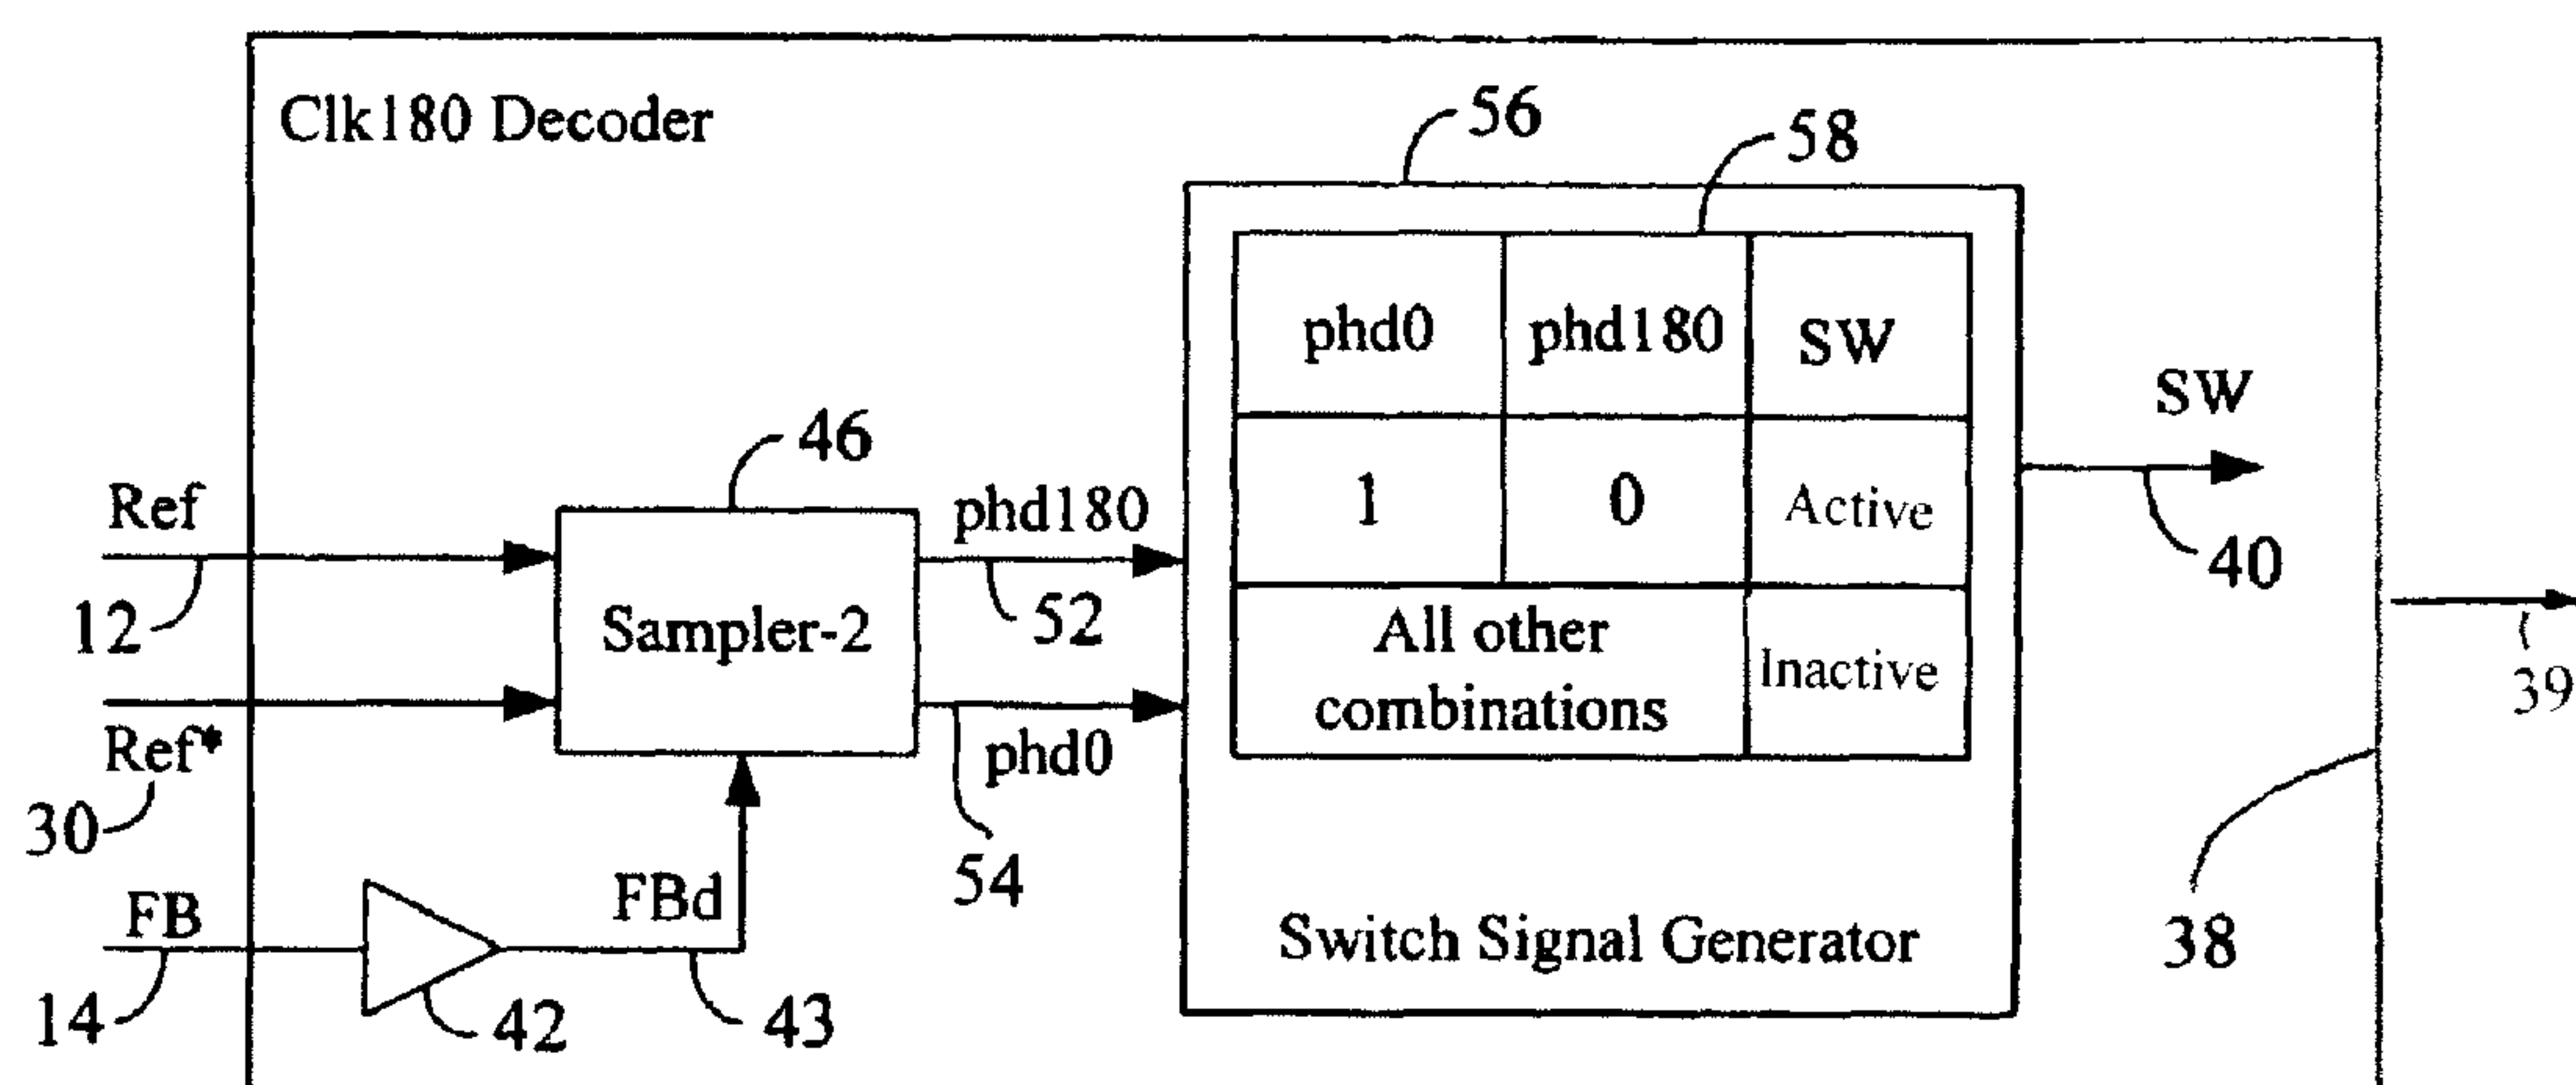 Clk180 Decoder
56
58
phd0 phd180 SW
1 0 Active
All other
combinations
Inactive
Switch Signal Generator
SW
40
39
38
46
Ref
12
Sampler-2
phd180
52
Ref*
30
phd0
54
FB
14
42
FBd
43